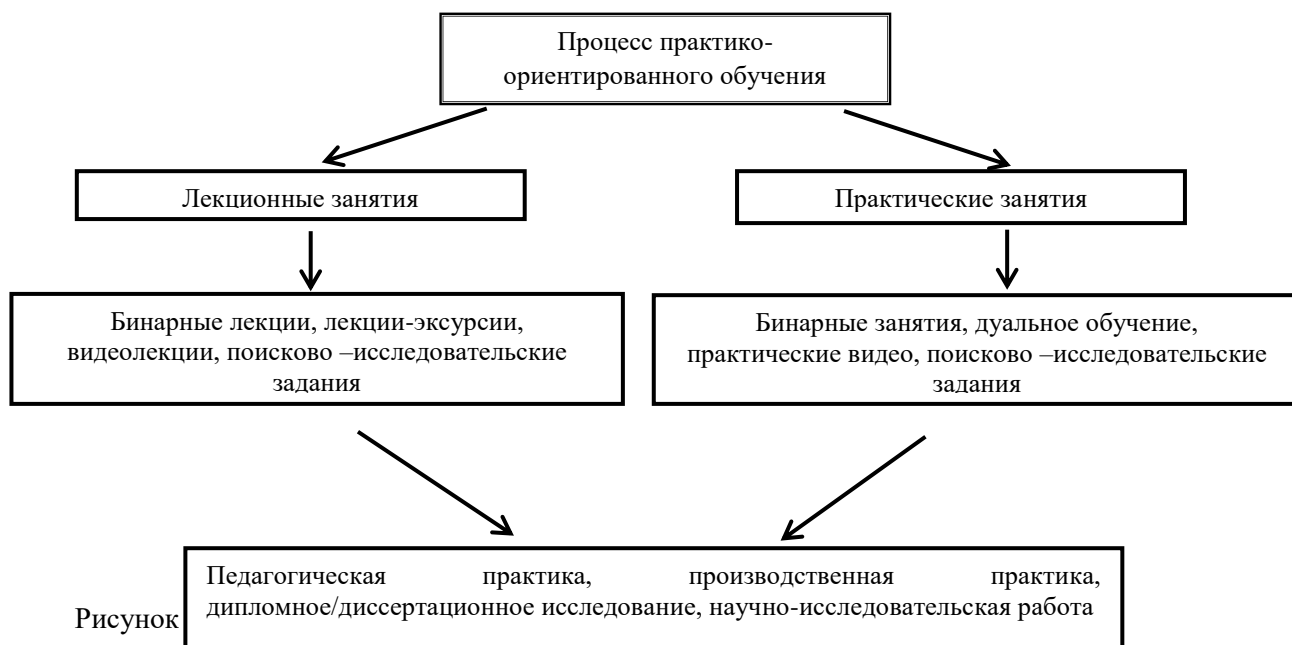 Процесс практико-
ориентированного обучения
Лекционные занятия
Практические занятия
Бинарные лекции, лекции-эксурсии,
видеолекции, поисково –исследовательские
задания
Бинарные занятия, дуальное обучение,
практические видео, поисково –исследовательские
задания
Педагогическая практика, производственная практика,
дипломное/диссертационное исследование, научно-исследовательская работа
Рисунок